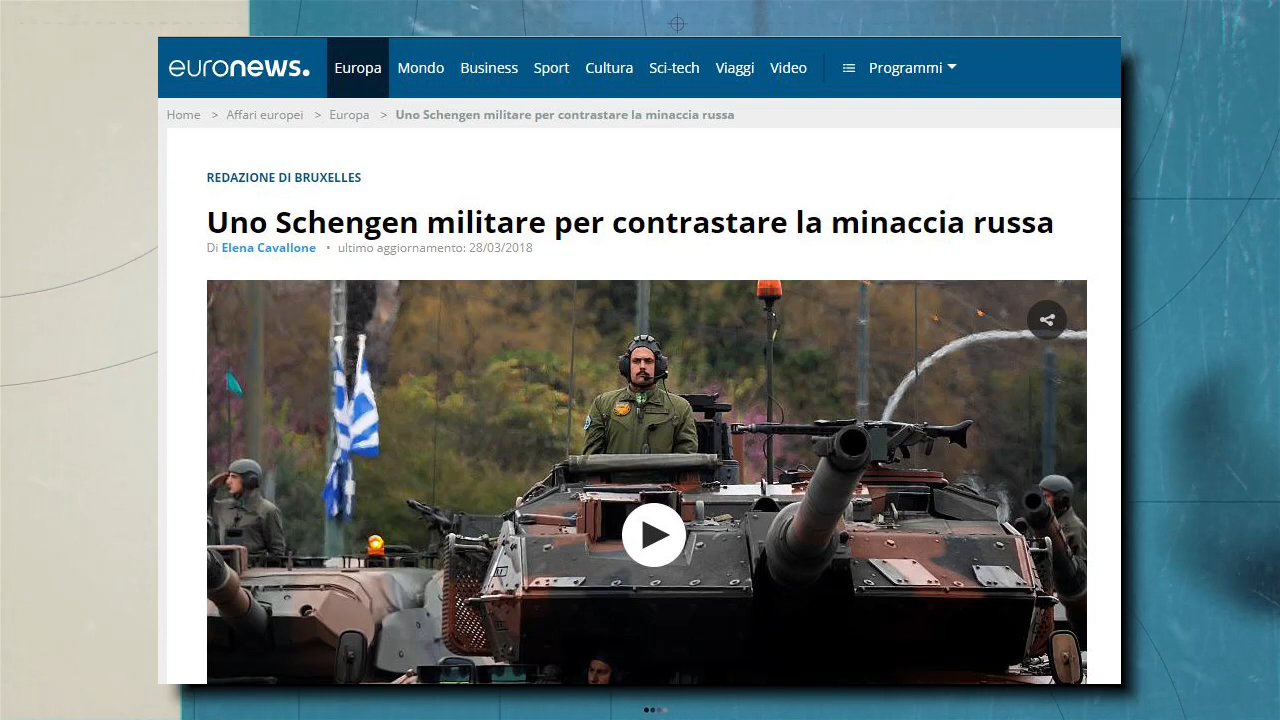 euronews. Europa Mondo Business Sport Cultura Sci-tech Viaggi Video Programmi
Home > Affari europei > Europa > Uno Schengen militare per contrastare la minaccia russa
REDAZIONE DI BRUXELLES
Uno Schengen militare per contrastare la minaccia russa
Di Elena Cavallone • ultimo aggiornamento: 28/03/2018